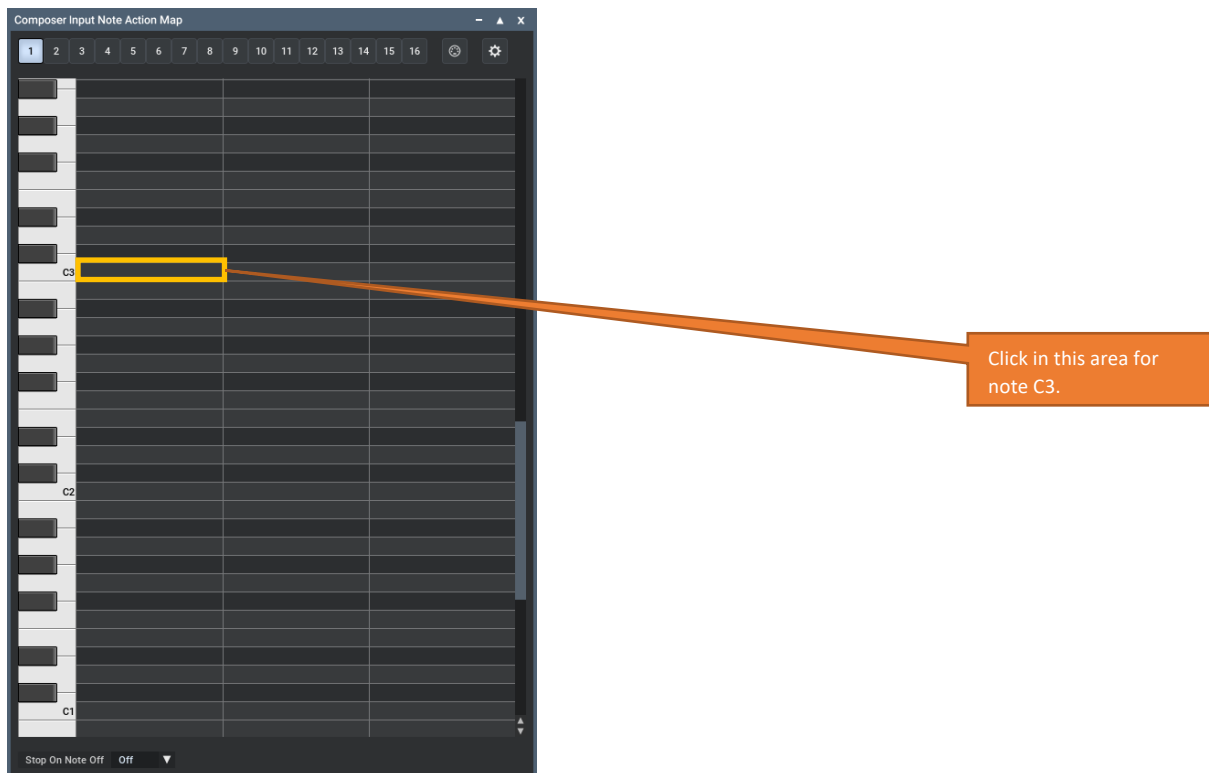 Composer Input Note Action Map
1 2 3 4 5 6 7 8 9 10 11 12 13 14 15 16
C3
Click in this area for
note C3.
C2
C1
Stop On Note Off Off